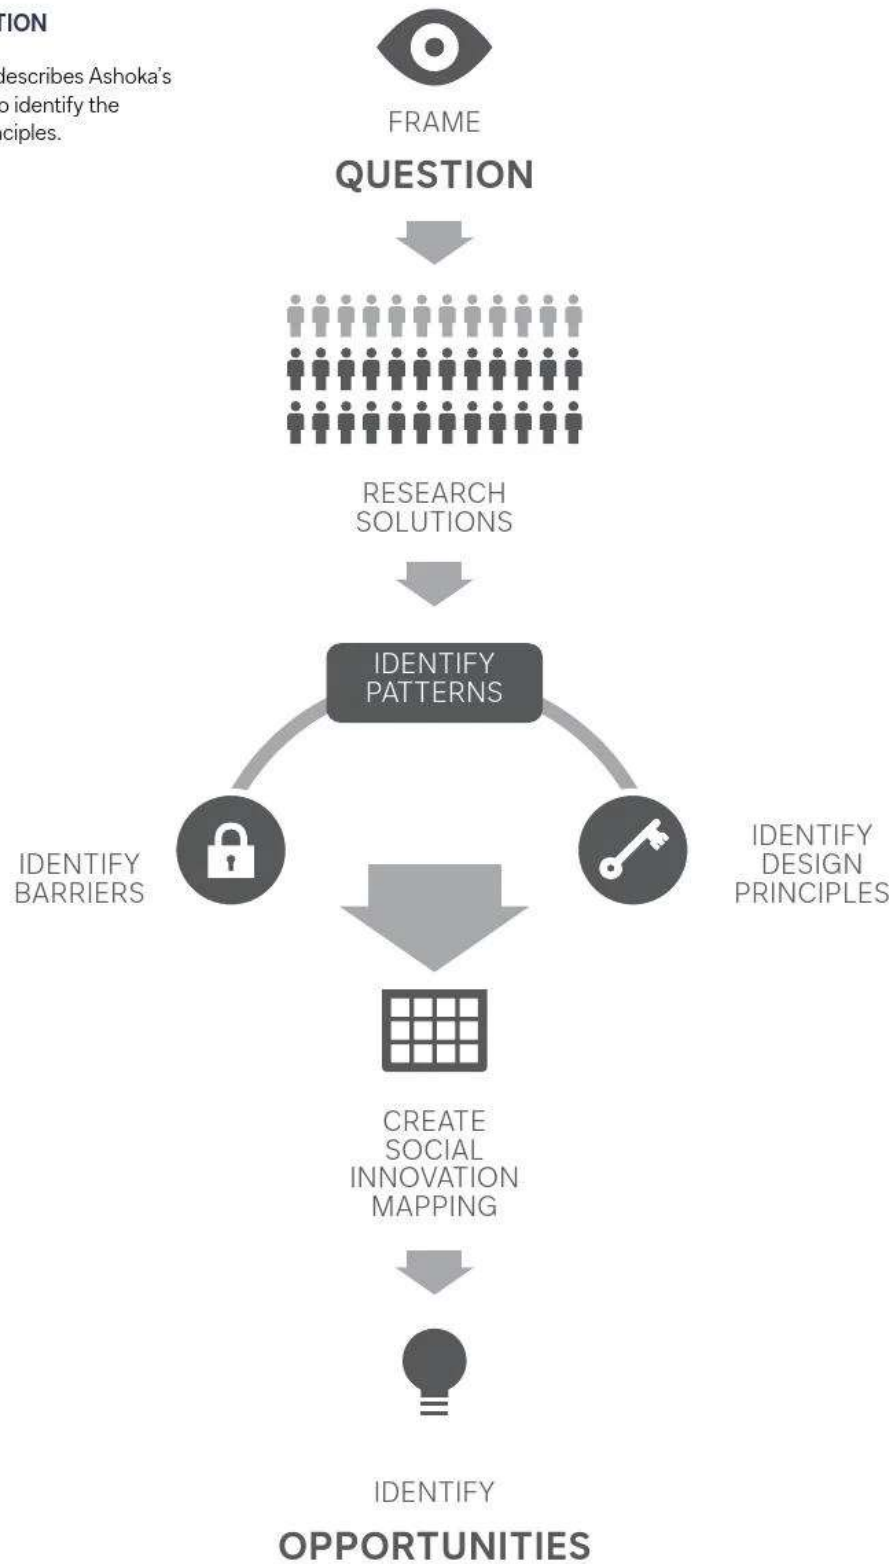 TION
describes Ashoka's
o identify the
nciples.
FRAME
QUESTION
RESEARCH
SOLUTIONS
IDENTIFY
PATTERNS
IDENTIFY
BARRIERS
IDENTIFY
DESIGN
PRINCIPLES
CREATE
SOCIAL
INNOVATION
MAPPING
IDENTIFY
OPPORTUNITIES